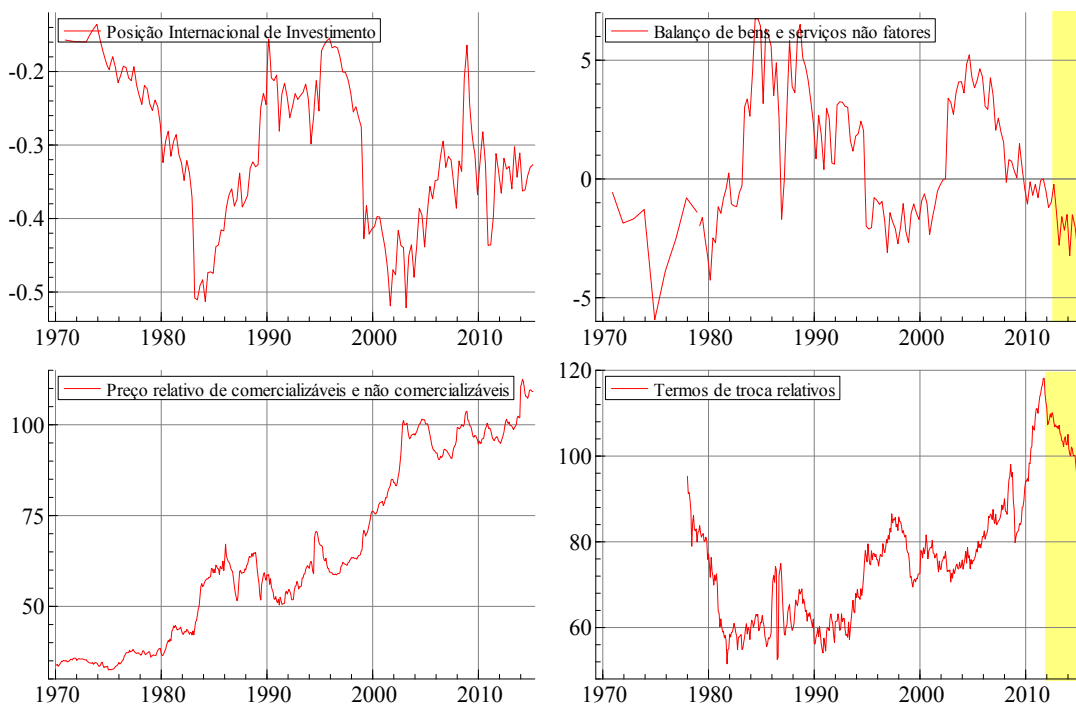 Posição Internacional de Investimento
-0.2
-0.3
-0.4
-0.5
1970 1980 1990 2000 2010
Balanço de bens e serviços não fatores
5
0
-5
1970 1980 1990 2000 2010
Preço relativo de comercializáveis e não comercializáveis
100
75
50
1970 1980 1990 2000 2010
Termos de troca relativos
120
100
80
60
1970 1980 1990 2000 2010